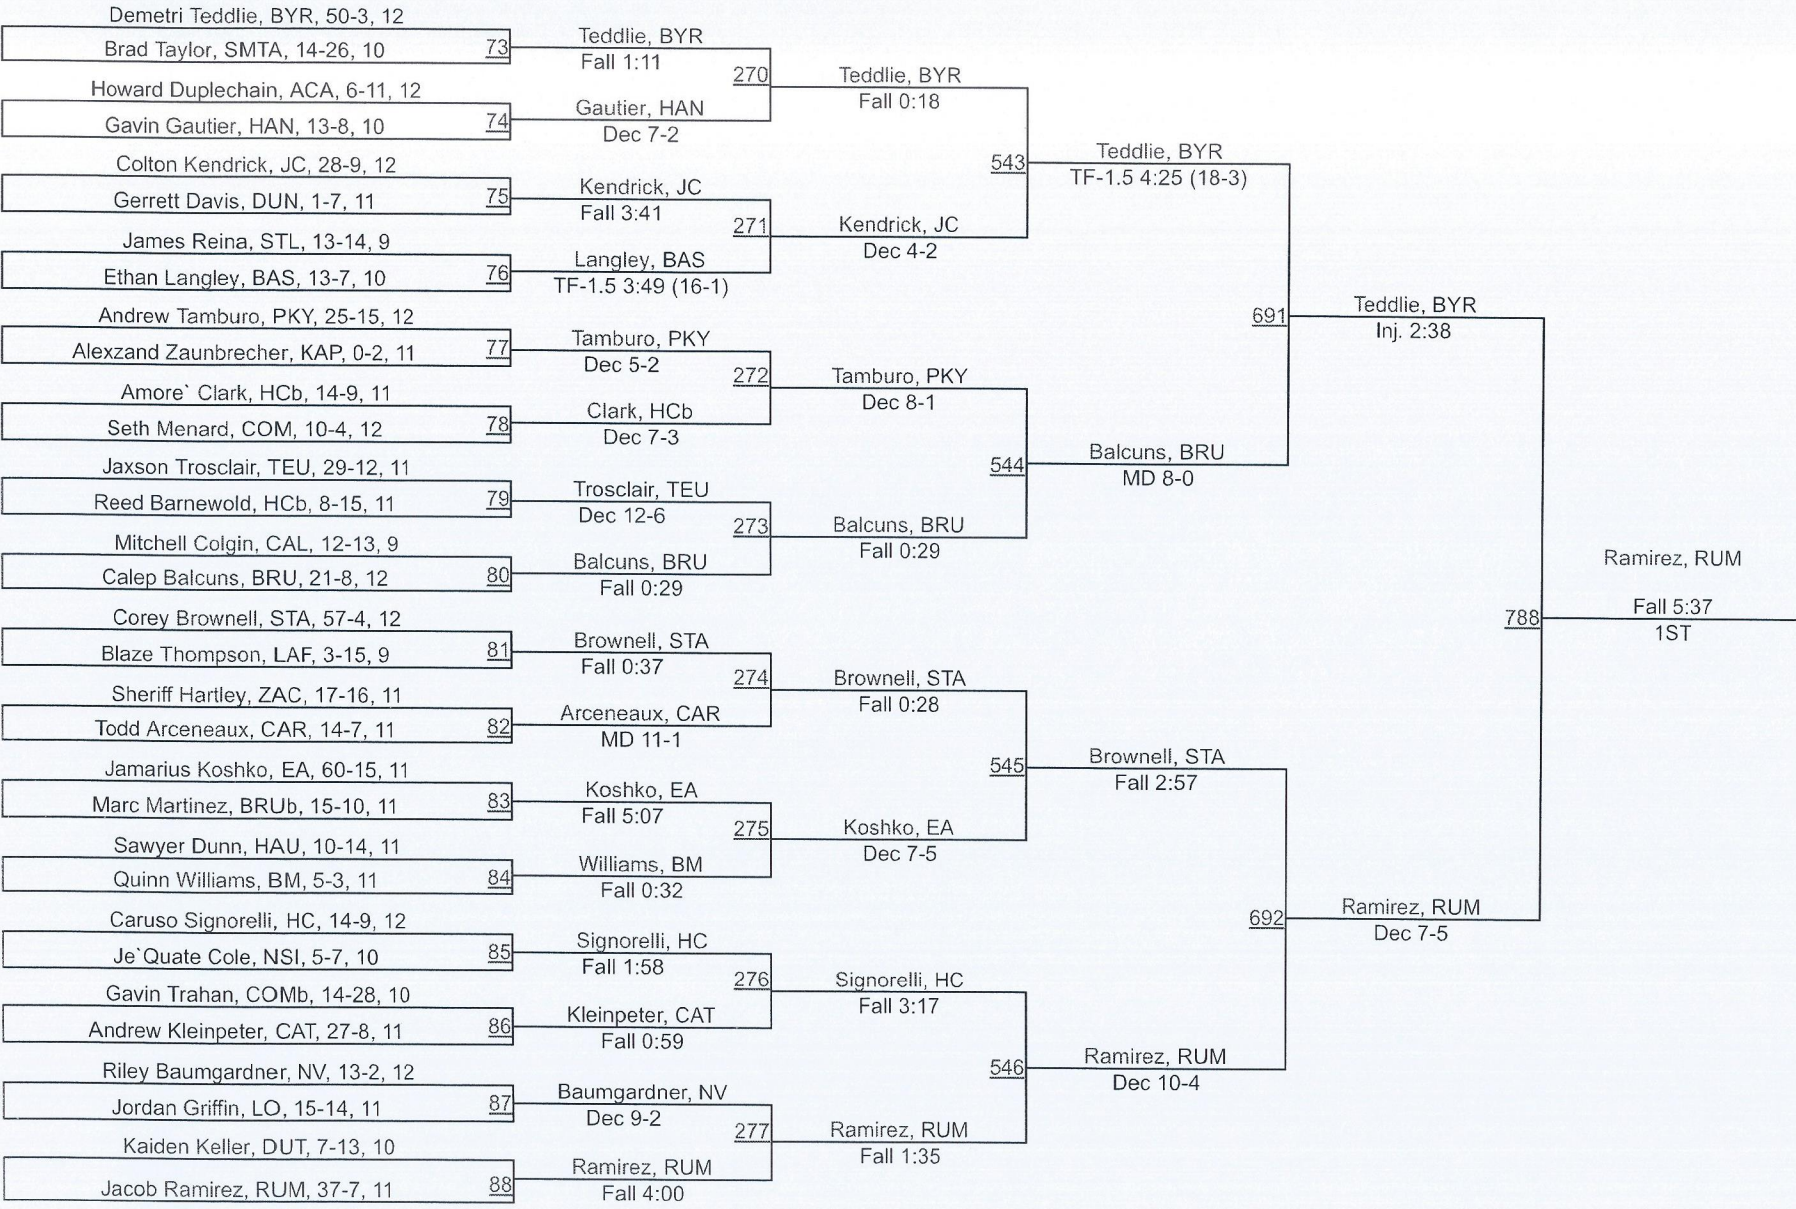 Demetri Teddlie, BYR, 50-3, 12
Brad Taylor, SMTA, 14-26, 10
73
Howard Duplechain, ACA, 6-11, 12
Gavin Gautier, HAN, 13-8, 10
74
Colton Kendrick, JC, 28-9, 12
Gerrett Davis, DUN, 1-7, 11
75
James Reina, STL, 13-14, 9
Ethan Langley, BAS, 13-7, 10
76
Andrew Tamburo, PKY, 25-15, 12
Alexzand Zaunbrecher, KAP, 0-2, 11
77
Amore` Clark, HCb, 14-9, 11
Seth Menard, COM, 10-4, 12
78
Jaxson Trosclair, TEU, 29-12, 11
Reed Barnewold, HCb, 8-15, 11
79
Mitchell Colgin, CAL, 12-13, 9
Calep Balcuns, BRU, 21-8, 12
80
Corey Brownell, STA, 57-4, 12
Blaze Thompson, LAF, 3-15, 9
81
Sheriff Hartley, ZAC, 17-16, 11
Todd Arceneaux, CAR, 14-7, 11
82
Jamarius Koshko, EA, 60-15, 11
Marc Martinez, BRUb, 15-10, 11
83
Sawyer Dunn, HAU, 10-14, 11
Quinn Williams, BM, 5-3, 11
84
Caruso Signorelli, HC, 14-9, 12
Je`Quate Cole, NSI, 5-7, 10
85
Gavin Trahan, COMb, 14-28, 10
Andrew Kleinpeter, CAT, 27-8, 11
86
Riley Baumgardner, NV, 13-2, 12
Jordan Griffin, LO, 15-14, 11
87
Kaiden Keller, DUT, 7-13, 10
Jacob Ramirez, RUM, 37-7, 11
88
Teddlie, BYR
Fall 1:11
270
Gautier, HAN
Dec 7-2
Kendrick, JC
Fall 3:41
271
Langley, BAS
TF-1.5 3:49 (16-1)
Tamburo, PKY
Dec 5-2
272
Clark, HCb
Dec 7-3
Trosclair, TEU
Dec 12-6
273
Balcuns, BRU
Fall 0:29
Brownell, STA
Fall 0:37
274
Arceneaux, CAR
MD 11-1
Koshko, EA
Fall 5:07
275
Williams, BM
Fall 0:32
Signorelli, HC
Fall 1:58
276
Kleinpeter, CAT
Fall 0:59
Baumgardner, NV
Dec 9-2
277
Ramirez, RUM
Fall 4:00
Teddlie, BYR
Fall 0:18
543
Kendrick, JC
Dec 4-2
Tamburo, PKY
Dec 8-1
544
Balcuns, BRU
Fall 0:29
Brownell, STA
Fall 0:28
545
Koshko, EA
Dec 7-5
Signorelli, HC
Fall 3:17
546
Ramirez, RUM
Fall 1:35
Teddlie, BYR
TF-1.5 4:25 (18-3)
691
Balcuns, BRU
MD 8-0
Brownell, STA
Fall 2:57
692
Ramirez, RUM
Dec 10-4
Teddlie, BYR
Inj. 2:38
788
Ramirez, RUM
Dec 7-5
Ramirez, RUM
Fall 5:37
1ST